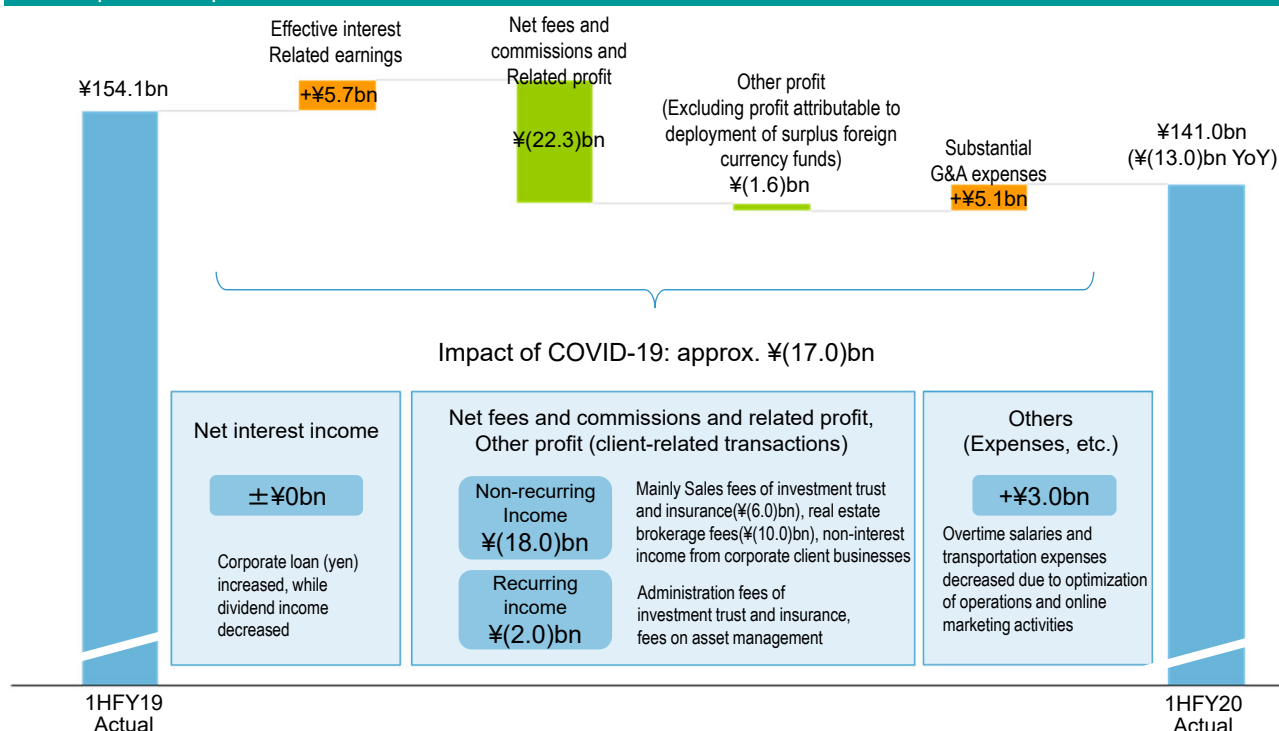 Effective interest
Related earnings
Net fees and
commissions and
Related profit
¥154.1bn
+¥5.7bn
¥(22.3)bn
Other profit
(Excluding profit attributable to
deployment of surplus foreign
currency funds)
¥(1.6)bn
Substantial
G&A expenses
+¥5.1bn
¥141.0bn
(¥(13.0)bn YoY)
Impact of COVID-19: approx. ¥(17.0)bn
Net interest income
±¥0bn
Corporate loan (yen)
increased, while
dividend income
decreased
Net fees and commissions and related profit,
Other profit (client-related transactions)
Non-recurring
Income
¥(18.0)bn
Mainly Sales fees of investment trust
and insurance(¥(6.0)bn), real estate
brokerage fees(¥(10.0)bn), non-interest
income from corporate client businesses
Recurring
income
¥(2.0)bn
Administration fees of
investment trust and insurance,
fees on asset management
Others
(Expenses, etc.)
+¥3.0bn
Overtime salaries and
transportation expenses
decreased due to optimization
of operations and online
marketing activities
1HFY19
Actual
1HFY20
Actual